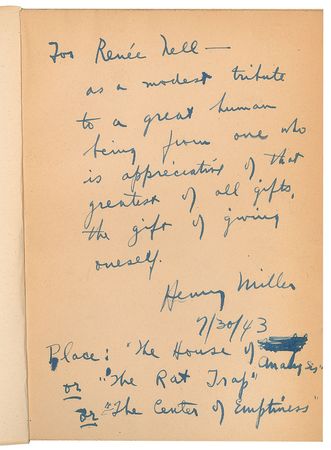 For Renée Nell —
as a modest tribute
to a great human
being from one who
is appreciative of that
greatest of all gifts,
the gift of giving
oneself.
Henry Miller
7/30/43
Place: "The House of Analyses"
or "The Rat Trap"
or "The Center of Emptiness"